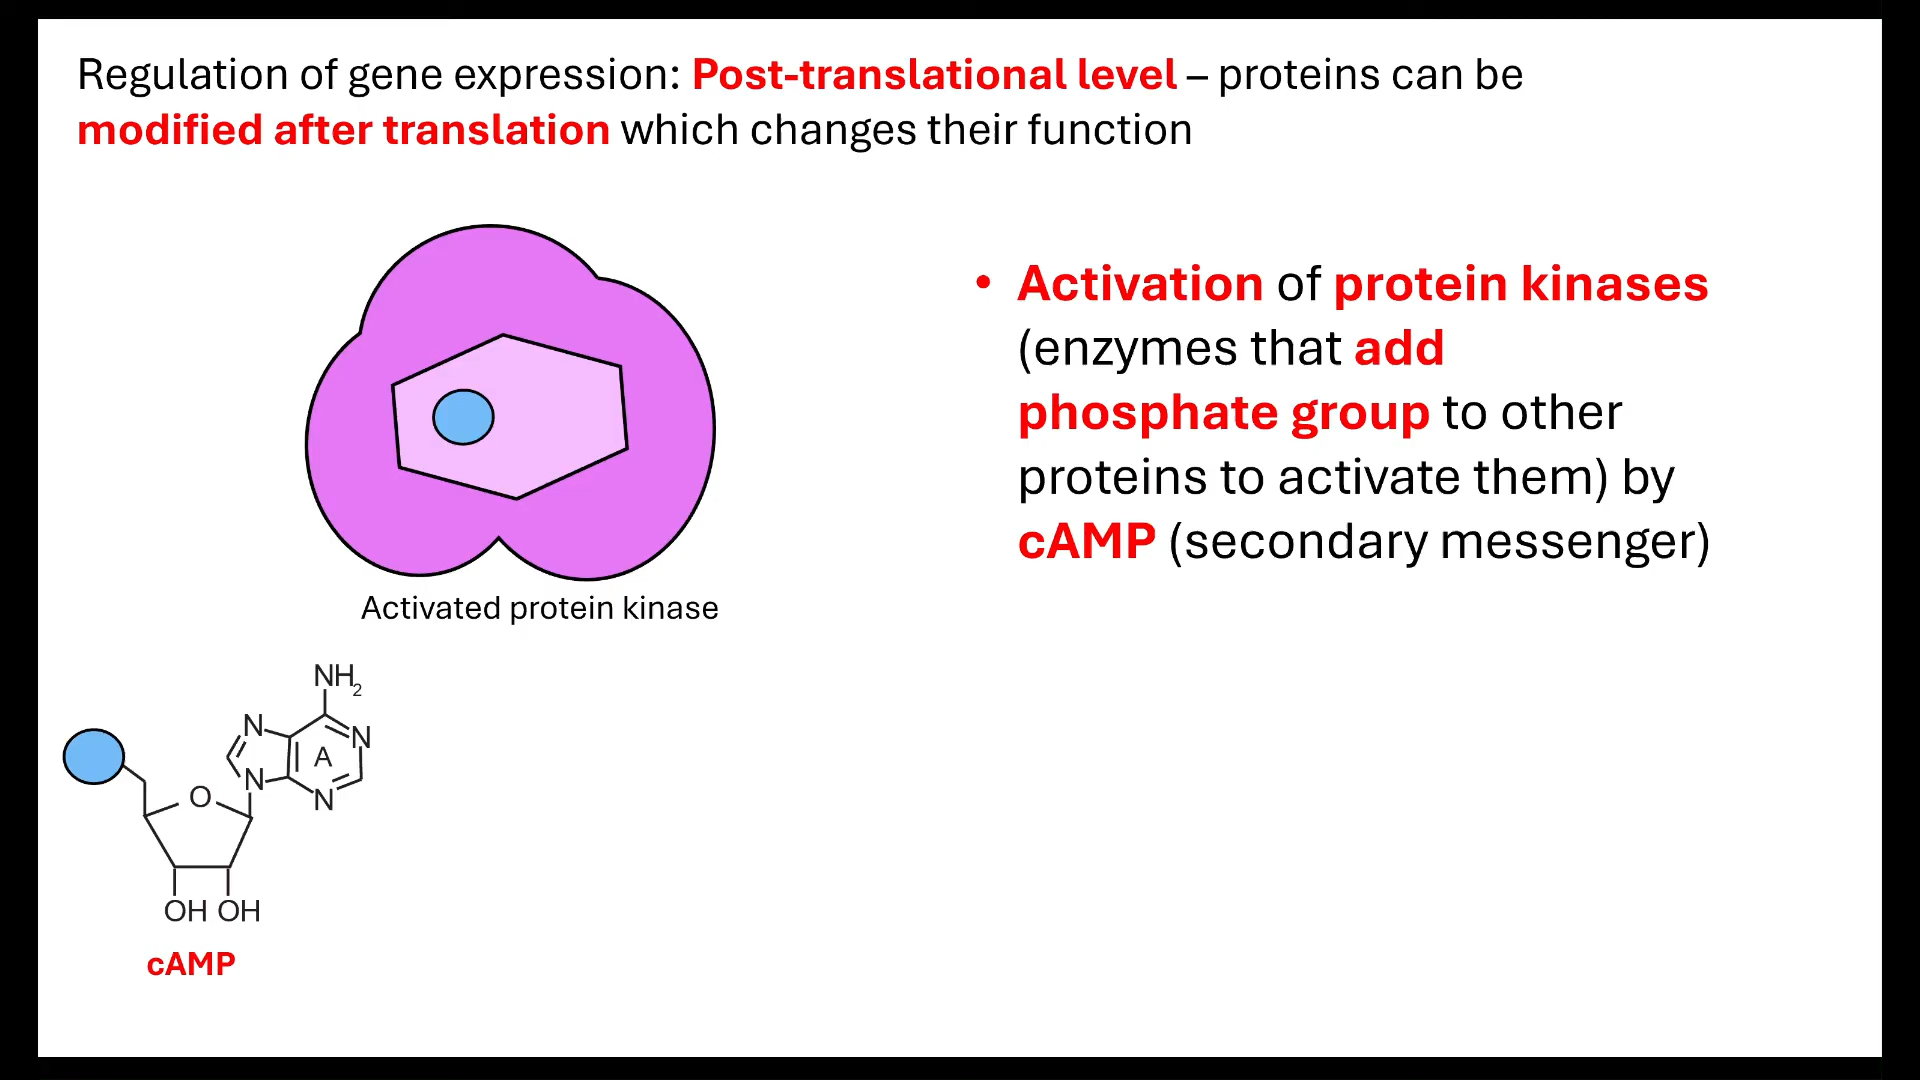 Regulation of gene expression: Post-translational level – proteins can be
modified after translation which changes their function
• Activation of protein kinases
(enzymes that add
phosphate group to other
proteins to activate them) by
cAMP (secondary messenger)
Activated protein kinase
NH2
N
N
A
N
N
O
OH OH
cAMP